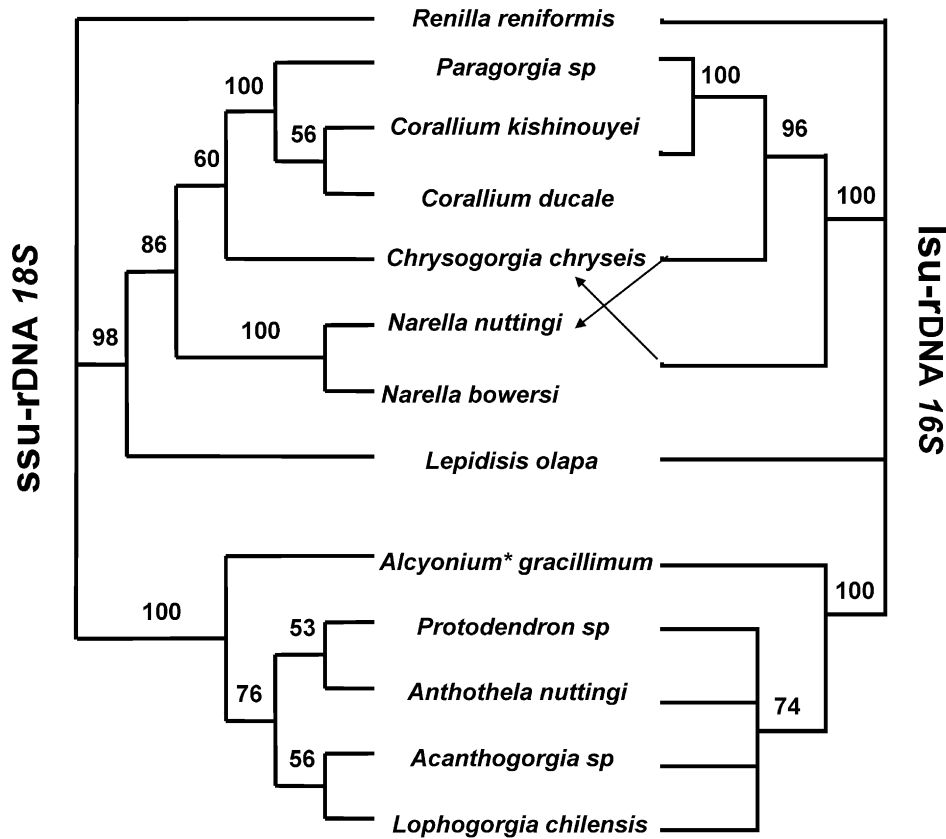 Renilla reniformis
Paragorgia sp
100
100
Corallium kishinouyei
56
96
60
Corallium ducale
100
86
Chrysogorgia chryseis
ssu-rDNA 18S
lsu-rDNA 16S
Narella nuttingi
100
98
Narella bowersi
Lepidisis olapa
Alcyonium* gracillimum
100
100
53
Protodendron sp
76
Anthothela nuttingi
74
56
Acanthogorgia sp
Lophogorgia chilensis